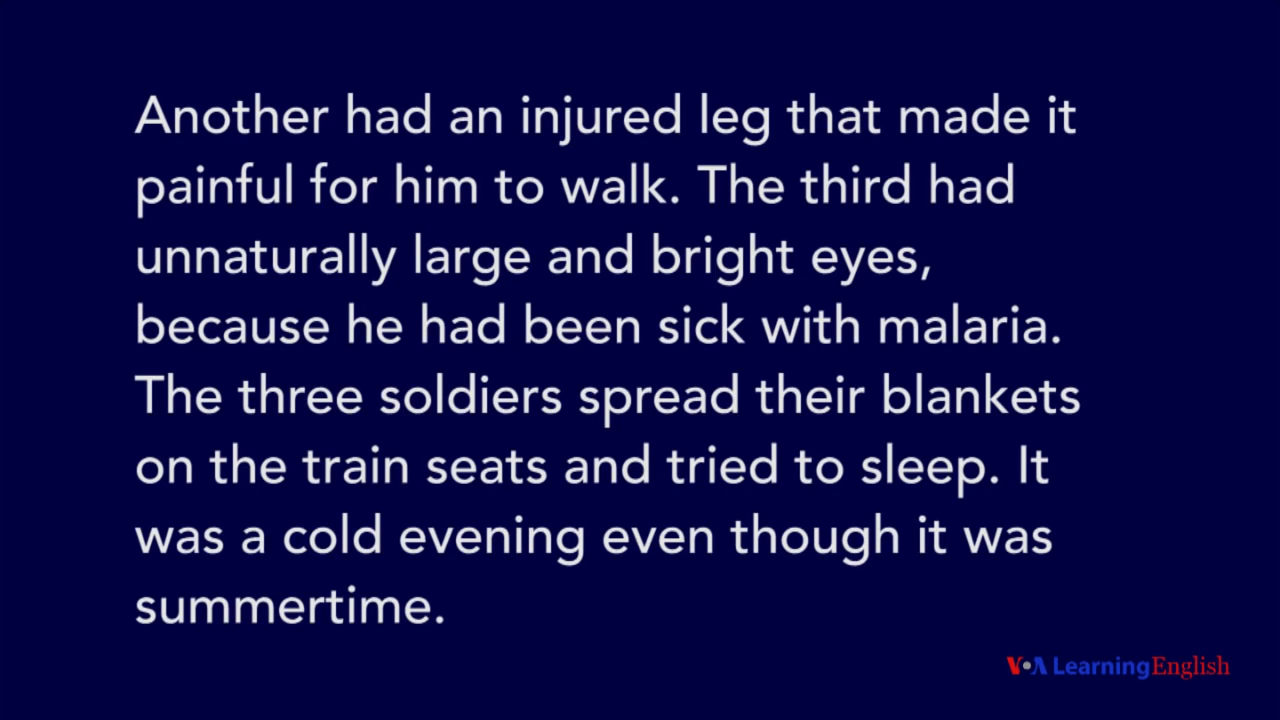 Another had an injured leg that made it
painful for him to walk. The third had
unnaturally large and bright eyes,
because he had been sick with malaria.
The three soldiers spread their blankets
on the train seats and tried to sleep. It
was a cold evening even though it was
summertime.
VOA Learning English